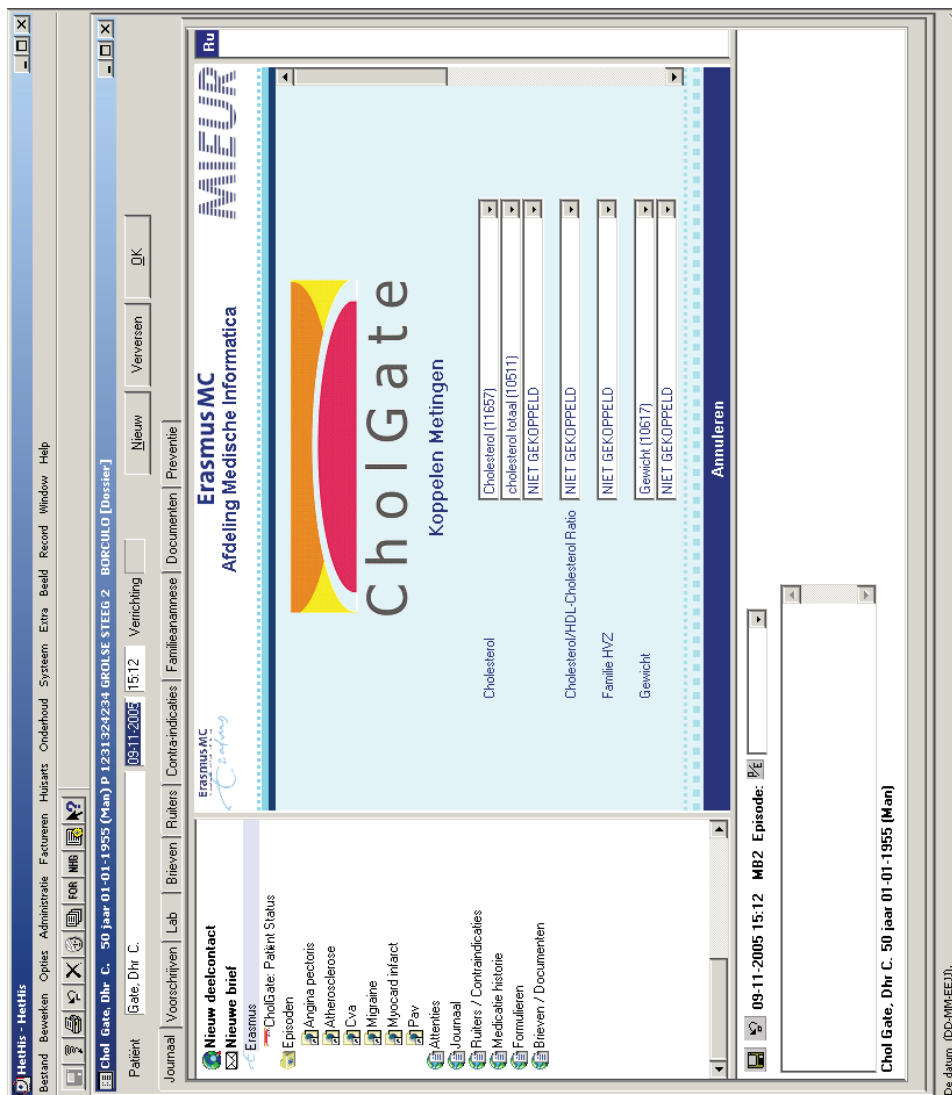 HetHis - HetHis
Bestand Bewerken Opties Administratie Factureren Huisarts Onderhoud Systeem Extra Beeld Record Window Help
FOR NHG
Chol Gate, Dhr C. 50 jaar 01-01-1955 (Man) P 1231324234 GROLSE STEEG 2 BORCULO [Dossier]
Patiënt Gate, Dhr C. 09-11-2005 15:12 Verrichting Nieuw Verversen OK
Journaal Voorschrijven Lab Brieven Ruiters Contra-indicaties Familieanamnese Documenten Preventie
Nieuw deelcontact
Nieuwe brief
Erasmus
CholGate: Patiënt Status
Episoden
Angina pectoris
Atherosclerose
Cva
Migraine
Myocard infarct
Pav
Attenties
Journaal
Ruiters / Contraindicaties
Medicatie historie
Formulieren
Brieven / Documenten
Erasmus MC
Erasmus
Erasmus MC
Afdeling Medische Informatica
MIEUR
Ru
CholGate
Koppelen Metingen
Cholesterol Cholesterol (11657)
cholesterol totaal (10511)
NIET GEKOPPELD
Cholesterol/HDL-Cholesterol Ratio NIET GEKOPPELD
Familie HVZ NIET GEKOPPELD
Gewicht Gewicht (10617)
NIET GEKOPPELD
Annuleren
09-11-2005 15:12 MB2 Episode: P/E
Chol Gate, Dhr C. 50 jaar 01-01-1955 (Man)
De datum (DD-MM-EEJJ).